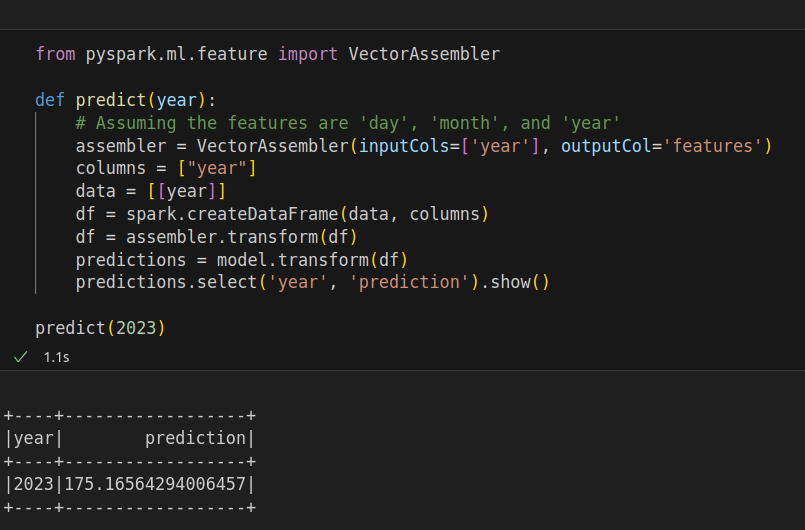 from pyspark.ml.feature import VectorAssembler
def predict(year):
    # Assuming the features are 'day', 'month', and 'year'
    assembler = VectorAssembler(inputCols=['year'], outputCol='features')
    columns = ["year"]
    data = [[year]]
    df = spark.createDataFrame(data, columns)
    df = assembler.transform(df)
    predictions = model.transform(df)
    predictions.select('year', 'prediction').show()
predict(2023)
✓ 1.1s
+----+------------------+
|year|        prediction|
+----+------------------+
|2023|175.16564294006457|
+----+------------------+